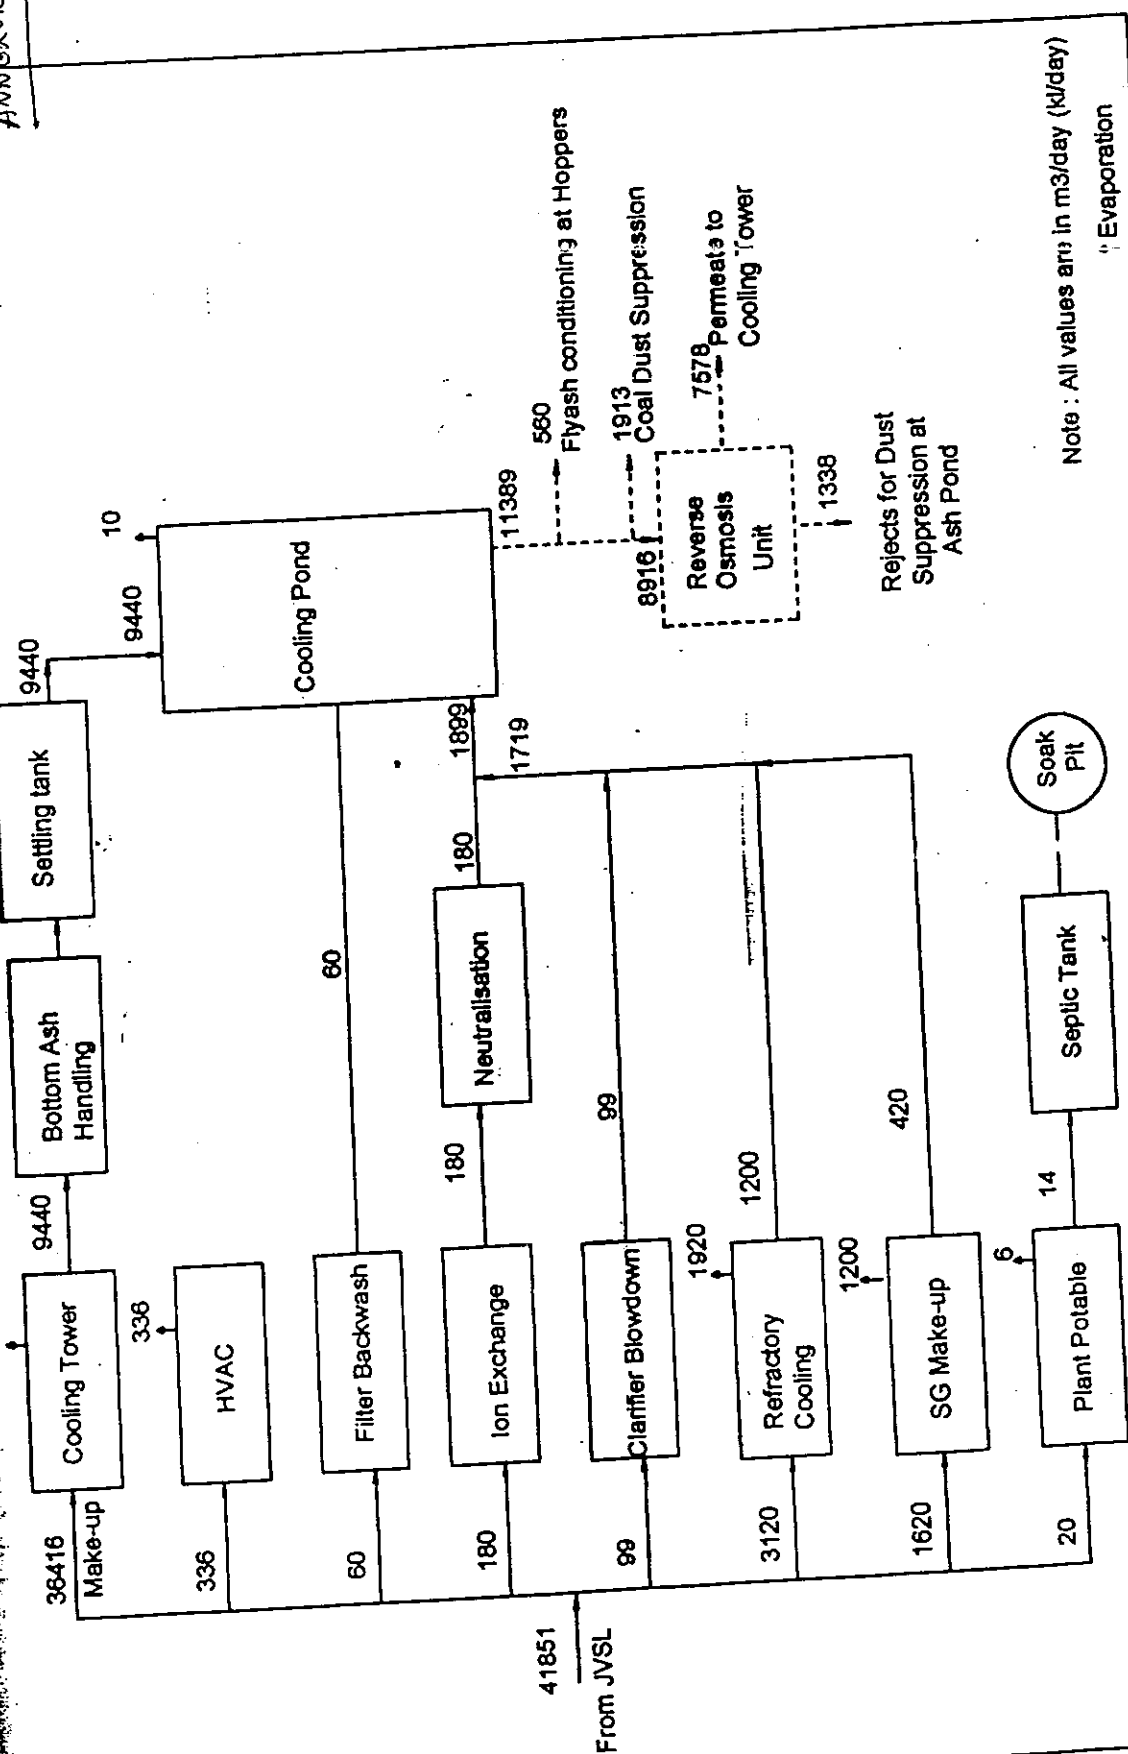 36416
Make-up
Cooling Tower
9440
Bottom Ash
Handling
Settling tank
9440
9440
10
Cooling Pond
336
HVAC
336
60
Filter Backwash
60
180
Ion Exchange
180
Neutralisation
180
1899
1719
41851
From JVSL
99
Clarifier Blowdown
99
3120
Refractory
Cooling
1920
1200
1620
SG Make-up
1200
420
20
Plant Potable
6
14
Septic Tank
Soak
Pit
11389
560
Flyash conditioning at Hoppers
1913
Coal Dust Suppression
8916
Reverse
Osmosis
Unit
7578
Permeate to
Cooling Tower
1338
Rejects for Dust
Suppression at
Ash Pond
Note : All values are in m3/day (kl/day)
Evaporation